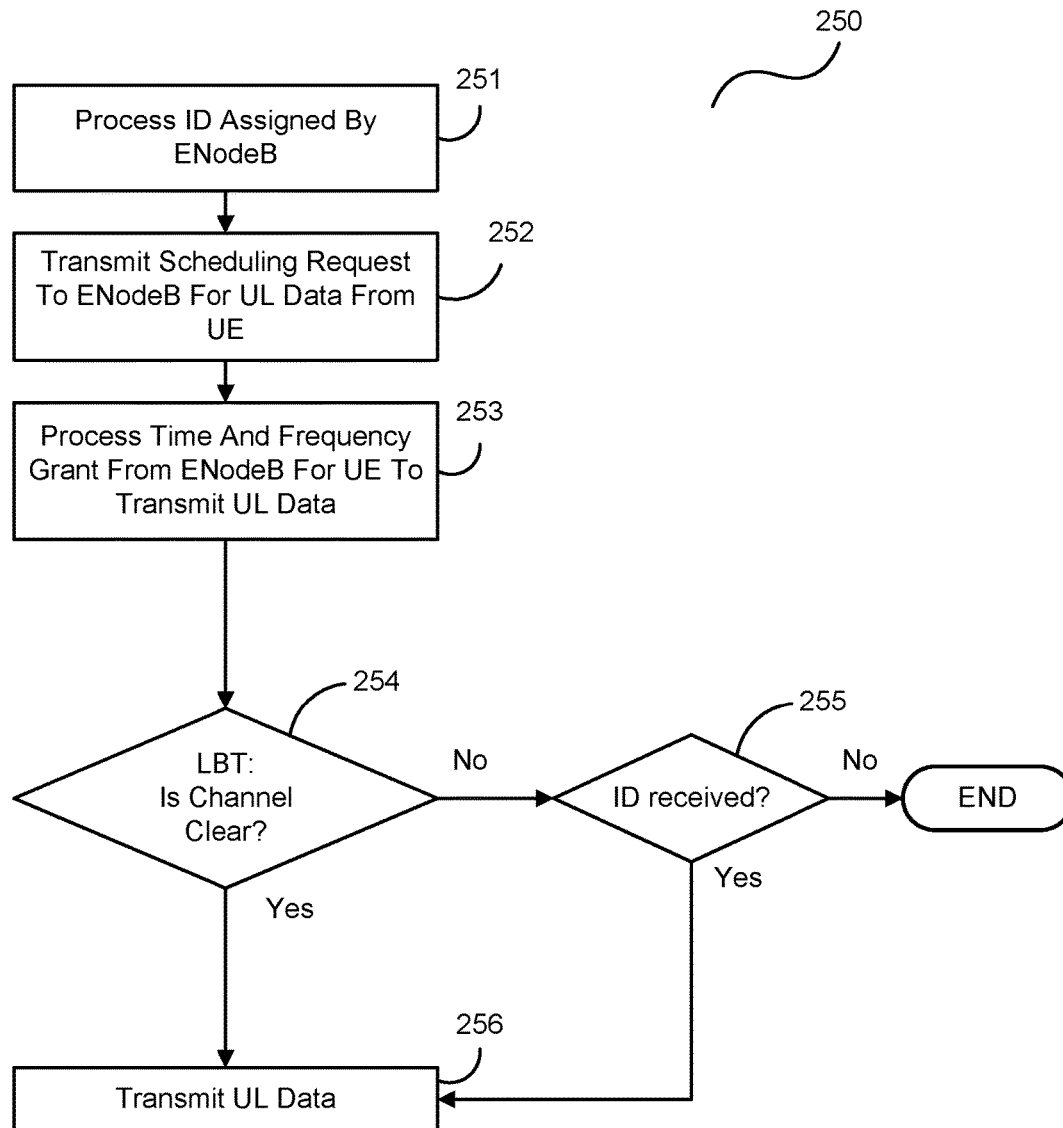 250
251
Process ID Assigned By
ENodeB
252
Transmit Scheduling Request
To ENodeB For UL Data From
UE
253
Process Time And Frequency
Grant From ENodeB For UE To
Transmit UL Data
254
LBT:
Is Channel
Clear?
No
255
ID received?
No
END
Yes
Yes
256
Transmit UL Data